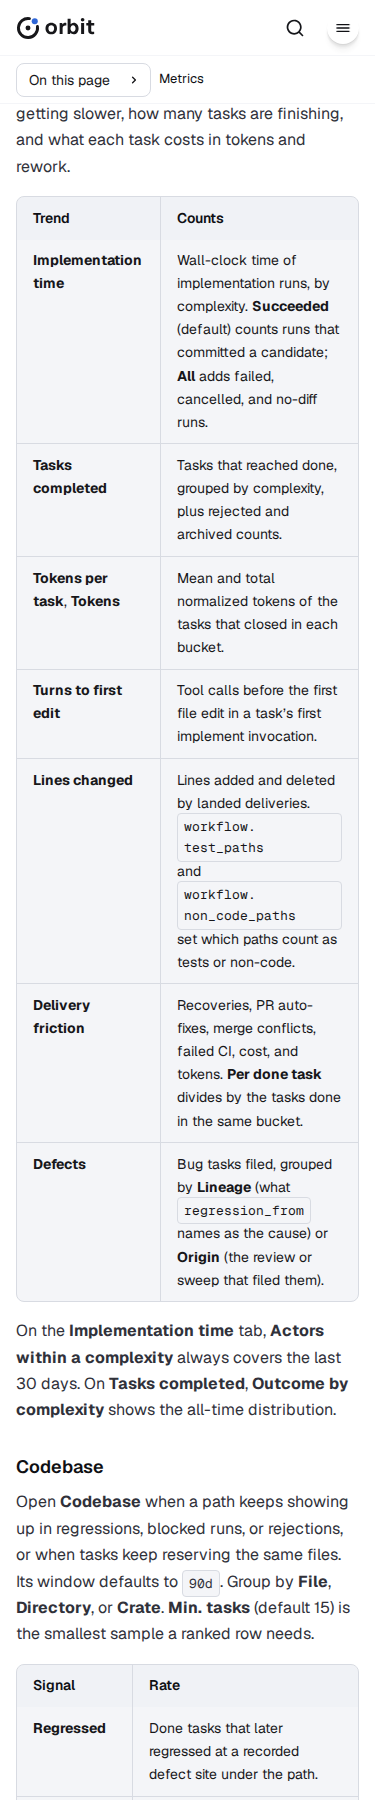 orbit
On this page
Metrics
getting slower, how many tasks are finishing,
and what each task costs in tokens and
rework.
Trend
Counts
Implementation
time
Wall-clock time of
implementation runs, by
complexity. Succeeded
(default) counts runs that
committed a candidate;
All adds failed,
cancelled, and no-diff
runs.
Tasks
completed
Tasks that reached done,
grouped by complexity,
plus rejected and
archived counts.
Tokens per
task, Tokens
Mean and total
normalized tokens of the
tasks that closed in each
bucket.
Turns to first
edit
Tool calls before the first
file edit in a task's first
implement invocation.
Lines changed
Lines added and deleted
by landed deliveries.
workflow.
test_paths
and
workflow.
non_code_paths
set which paths count as
tests or non-code.
Delivery
friction
Recoveries, PR auto-
fixes, merge conflicts,
failed CI, cost, and
tokens. Per done task
divides by the tasks done
in the same bucket.
Defects
Bug tasks filed, grouped
by Lineage (what
regression_from
names as the cause) or
Origin (the review or
sweep that filed them).
On the Implementation time tab, Actors
within a complexity always covers the last
30 days. On Tasks completed, Outcome by
complexity shows the all-time distribution.
Codebase
Open Codebase when a path keeps showing
up in regressions, blocked runs, or rejections,
or when tasks keep reserving the same files.
Its window defaults to 90d. Group by File,
Directory, or Crate. Min. tasks (default 15) is
the smallest sample a ranked row needs.
Signal
Rate
Regressed
Done tasks that later
regressed at a recorded
defect site under the path.